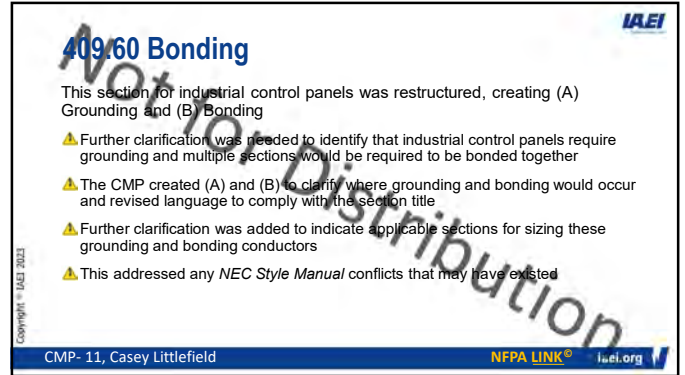 IAEI
409.60 Bonding
This section for industrial control panels was restructured, creating (A)
Grounding and (B) Bonding
Further clarification was needed to identify that industrial control panels require
grounding and multiple sections would be required to be bonded together
The CMP created (A) and (B) to clarify where grounding and bonding would occur
and revised language to comply with the section title
Further clarification was added to indicate applicable sections for sizing these
grounding and bonding conductors
This addressed any NEC Style Manual conflicts that may have existed
Not for Distribution
Copyright © IAEI 2023
CMP- 11, Casey Littlefield
NFPA LINK©
iaei.org